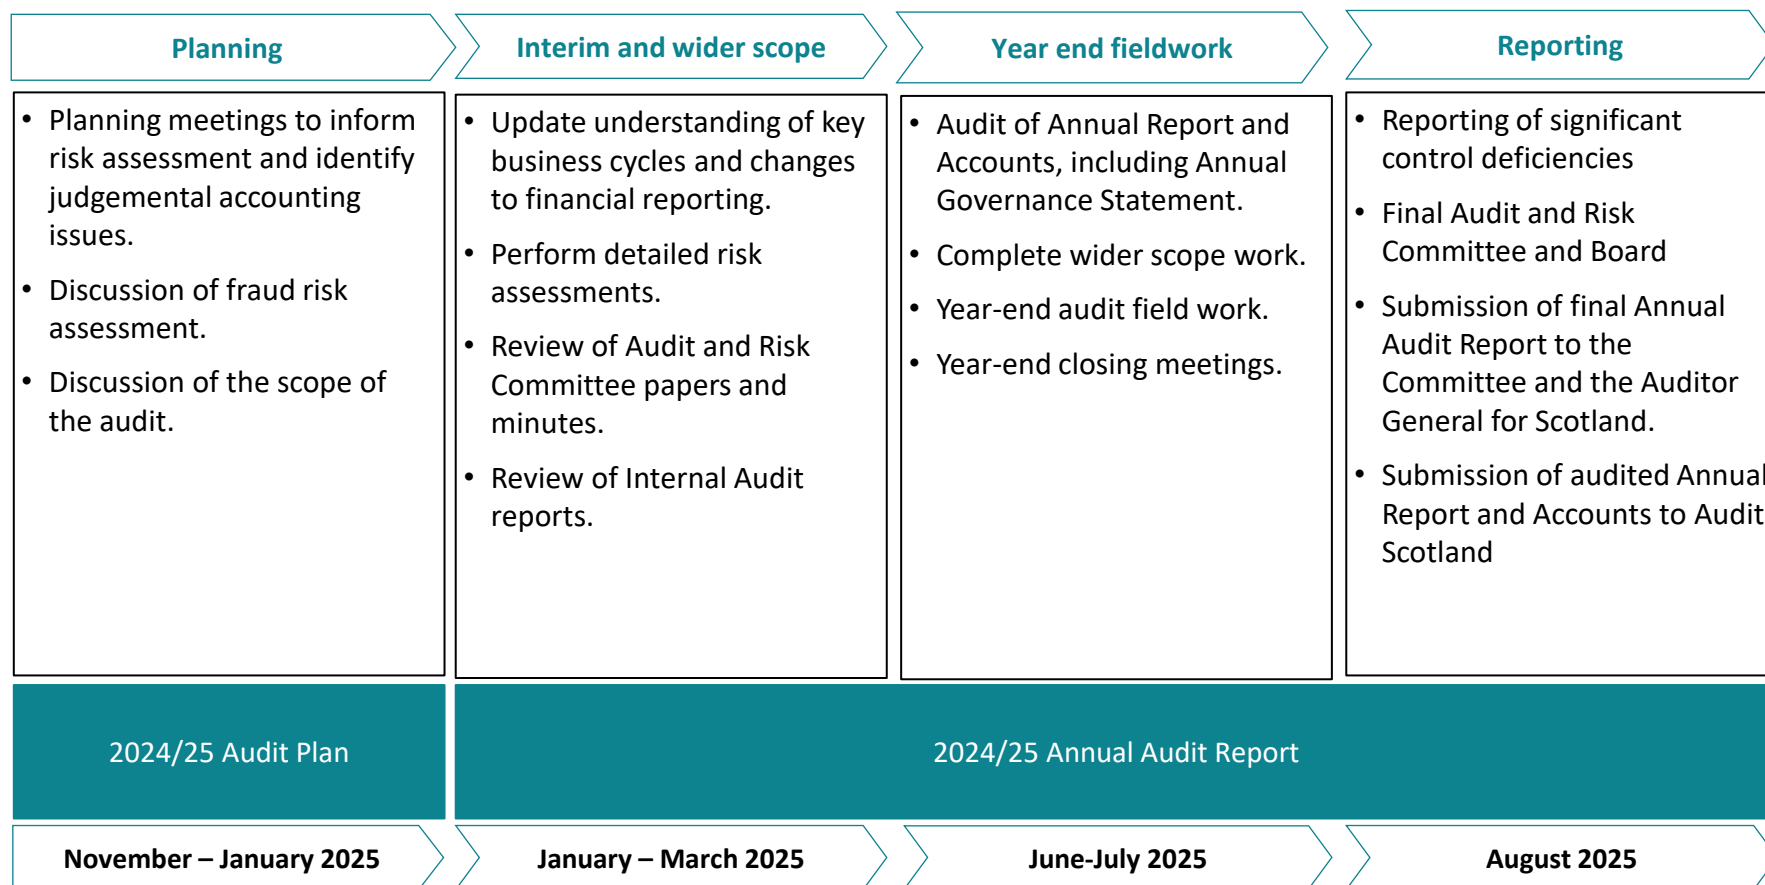 Planning
Interim and wider scope
Year end fieldwork
Reporting
• Planning meetings to inform
risk assessment and identify
judgemental accounting
issues.
• Discussion of fraud risk
assessment.
• Discussion of the scope of
the audit.
• Update understanding of key
business cycles and changes
to financial reporting.
• Perform detailed risk
assessments.
• Review of Audit and Risk
Committee papers and
minutes.
• Review of Internal Audit
reports.
• Audit of Annual Report and
Accounts, including Annual
Governance Statement.
• Complete wider scope work.
• Year-end audit field work.
• Year-end closing meetings.
• Reporting of significant
control deficiencies
• Final Audit and Risk
Committee and Board
• Submission of final Annual
Audit Report to the
Committee and the Auditor
General for Scotland.
• Submission of audited Annual
Report and Accounts to Audit
Scotland
2024/25 Audit Plan
2024/25 Annual Audit Report
November – January 2025
January – March 2025
June-July 2025
August 2025